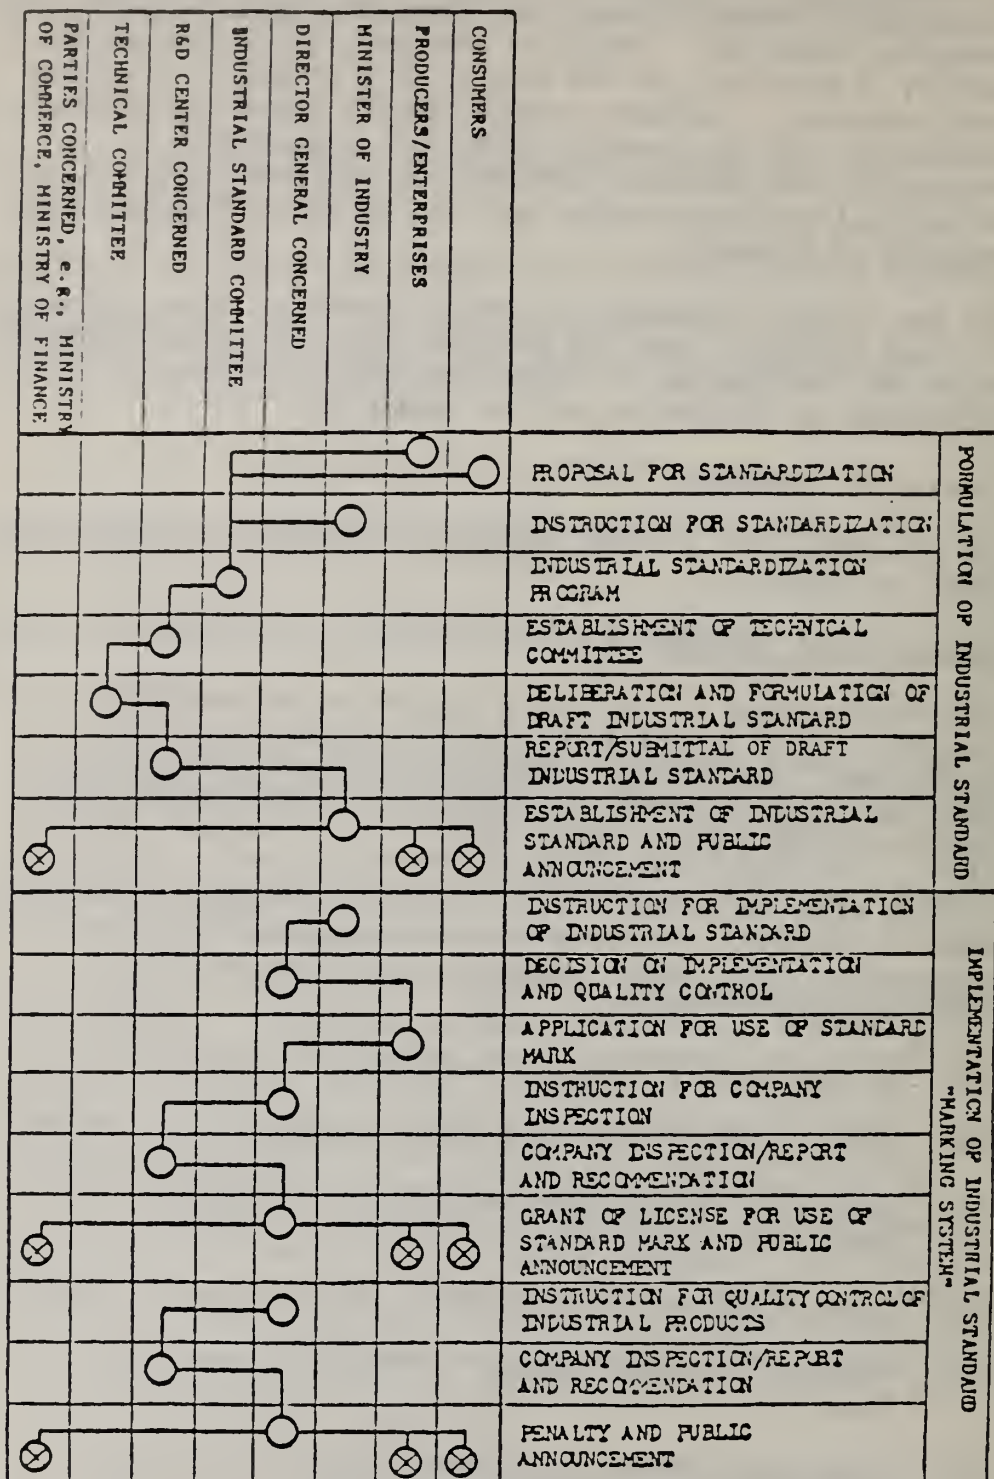 CONSUMERS
PRODUCERS/ENTERPRISES
MINISTER OF INDUSTRY
DIRECTOR GENERAL CONCERNED
INDUSTRIAL STANDARD COMMITTEE
R&D CENTER CONCERNED
TECHNICAL COMMITTEE
PARTIES CONCERNED, e.g., MINISTRY
OF COMMERCE, MINISTRY OF FINANCE
FORMULATION OF INDUSTRIAL STANDARD
PROPOSAL FOR STANDARDIZATION
INSTRUCTION FOR STANDARDIZATION
INDUSTRIAL STANDARDIZATION
PROGRAM
ESTABLISHMENT OF TECHNICAL
COMMITTEE
DELIBERATION AND FORMULATION OF
DRAFT INDUSTRIAL STANDARD
REPORT/SUBMITTAL OF DRAFT
INDUSTRIAL STANDARD
ESTABLISHMENT OF INDUSTRIAL
STANDARD AND PUBLIC
ANNOUNCEMENT
IMPLEMENTATION OF INDUSTRIAL STANDARD
"MARKING SYSTEM"
INSTRUCTION FOR IMPLEMENTATION
OF INDUSTRIAL STANDARD
DECISION ON IMPLEMENTATION
AND QUALITY CONTROL
APPLICATION FOR USE OF STANDARD
MARK
INSTRUCTION FOR COMPANY
INSPECTION
COMPANY INSPECTION/REPORT
AND RECOMMENDATION
GRANT OF LICENSE FOR USE OF
STANDARD MARK AND PUBLIC
ANNOUNCEMENT
INSTRUCTION FOR QUALITY CONTROL OF
INDUSTRIAL PRODUCTS
COMPANY INSPECTION/REPORT
AND RECOMMENDATION
PENALTY AND PUBLIC
ANNOUNCEMENT